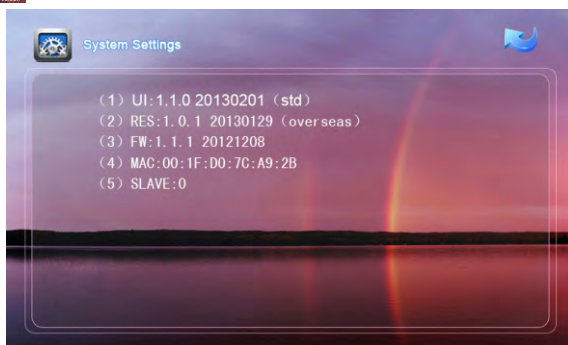 System Settings
（1）UI:1.1.0 20130201（std）
（2）RES:1.0.1 20130129（overseas）
（3）FW:1.1.1 20121208
（4）MAC:00:1F:D0:7C:A9:2B
（5）SLAVE:0